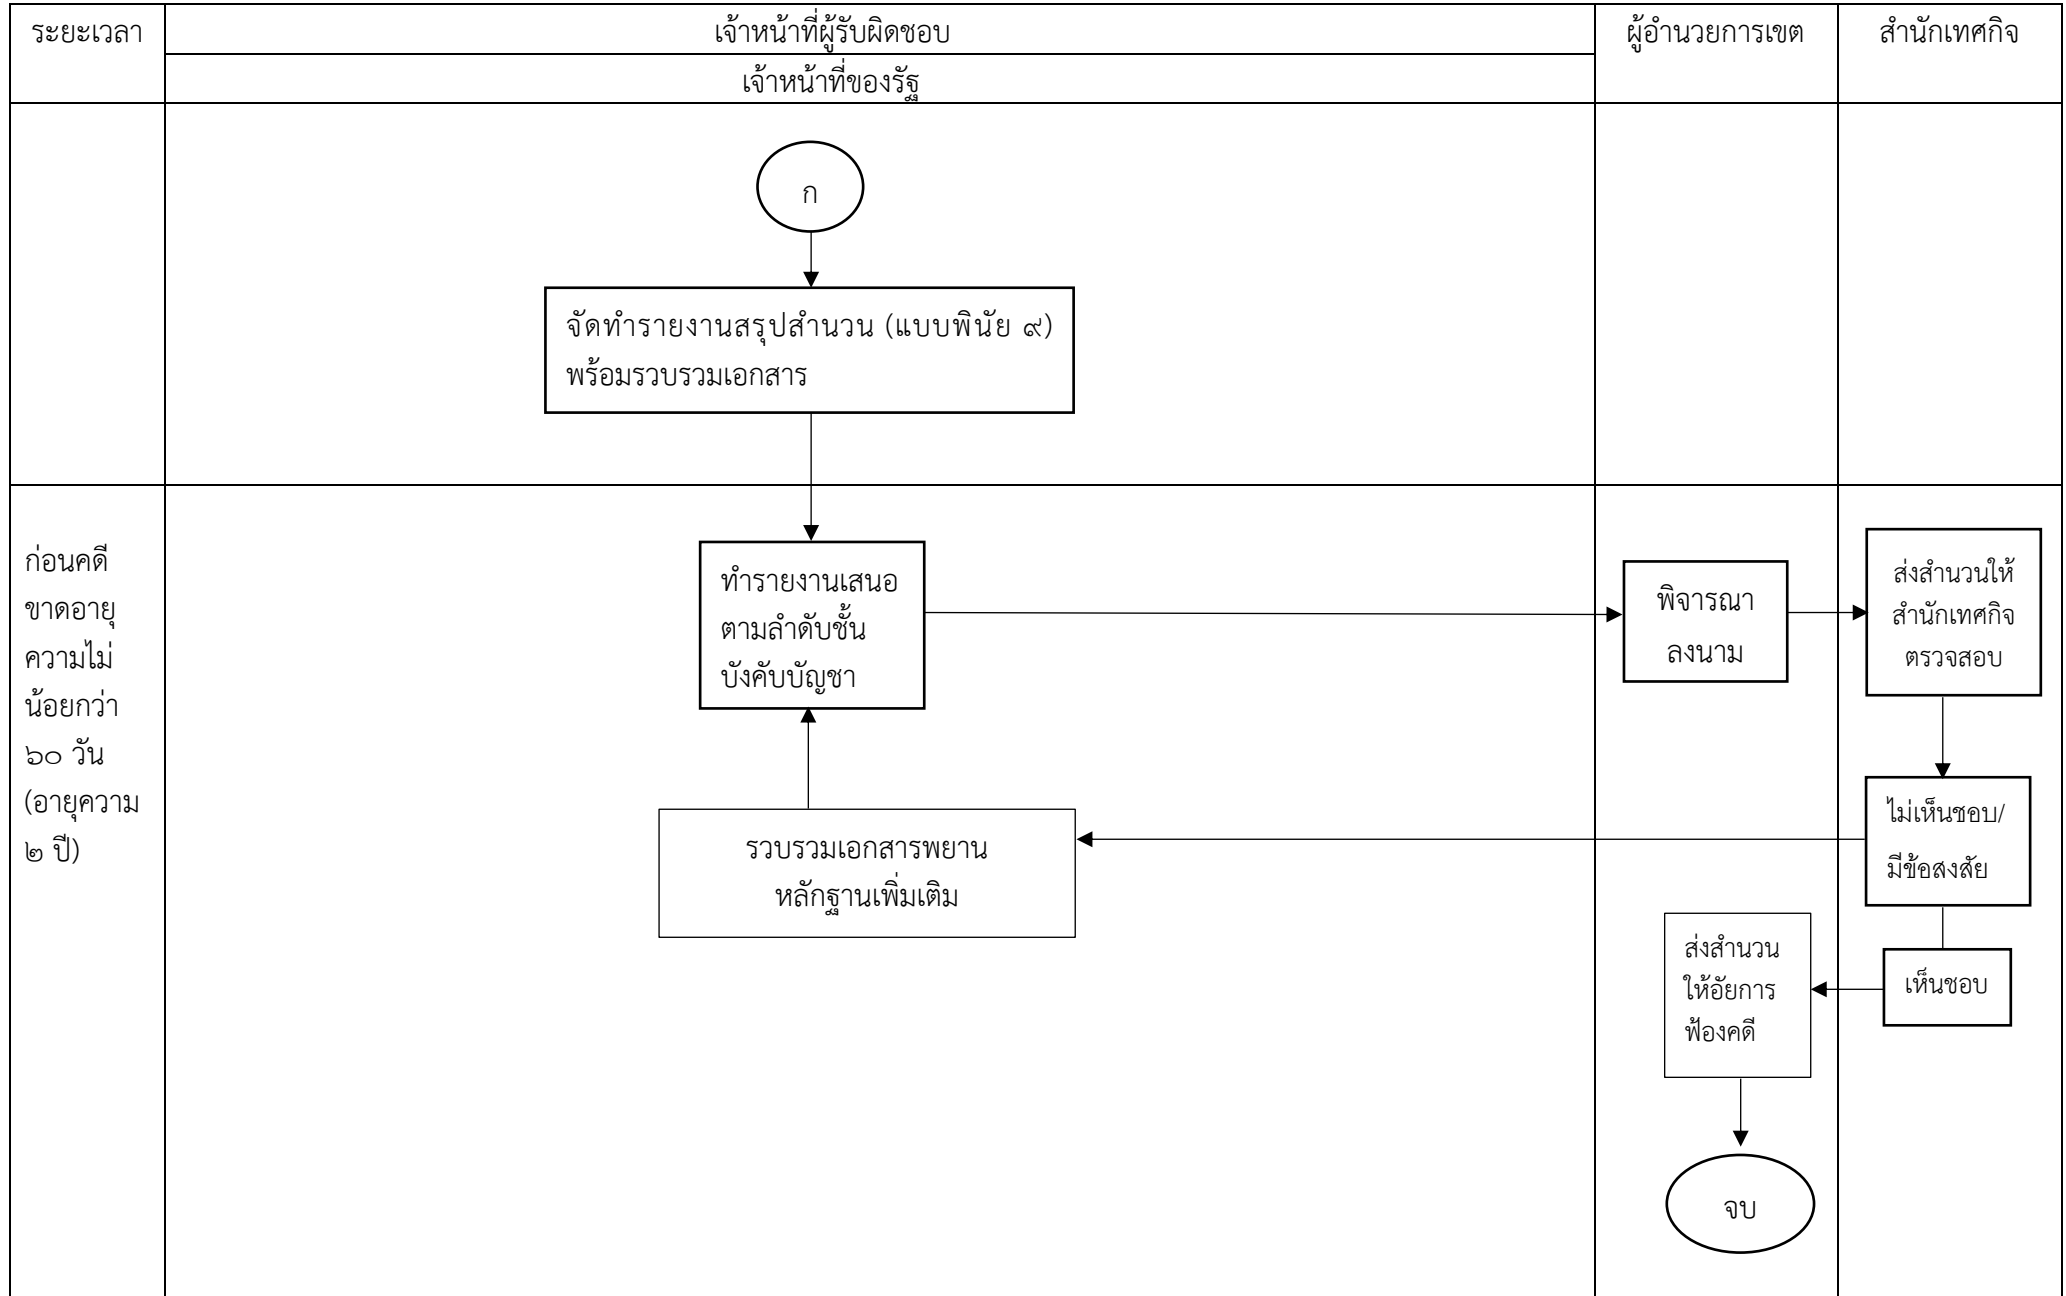 ระยะเวลา
เจ้าหน้าที่ผู้รับผิดชอบ
ผู้อำนวยการเขต
สำนักเทศกิจ
เจ้าหน้าที่ของรัฐ
ก
จัดทำรายงานสรุปสำนวน (แบบพินัย ๙)
พร้อมรวบรวมเอกสาร
ก่อนคดี
ขาดอายุ
ความไม่
น้อยกว่า
๖๐ วัน
(อายุความ
๒ ปี)
ทำรายงานเสนอ
ตามลำดับชั้น
บังคับบัญชา
พิจารณา
ลงนาม
ส่งสำนวนให้
สำนักเทศกิจ
ตรวจสอบ
ไม่เห็นชอบ/
มีข้อสงสัย
รวบรวมเอกสารพยาน
หลักฐานเพิ่มเติม
เห็นชอบ
ส่งสำนวน
ให้อัยการ
ฟ้องคดี
จบ